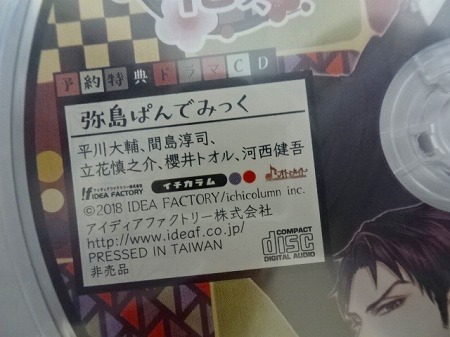 予約特典ドラマCD
弥島ぱんでみっく
平川大輔、間島淳司、
立花慎之介、櫻井トオル、河西健吾
IDEA FACTORY
イチカラム
©2018 IDEA FACTORY/ichicolumn inc.
アイディアファクトリー株式会社
http://www.ideaf.co.jp/
PRESSED IN TAIWAN
非売品
COMPACT
disc
DIGITAL AUDIO